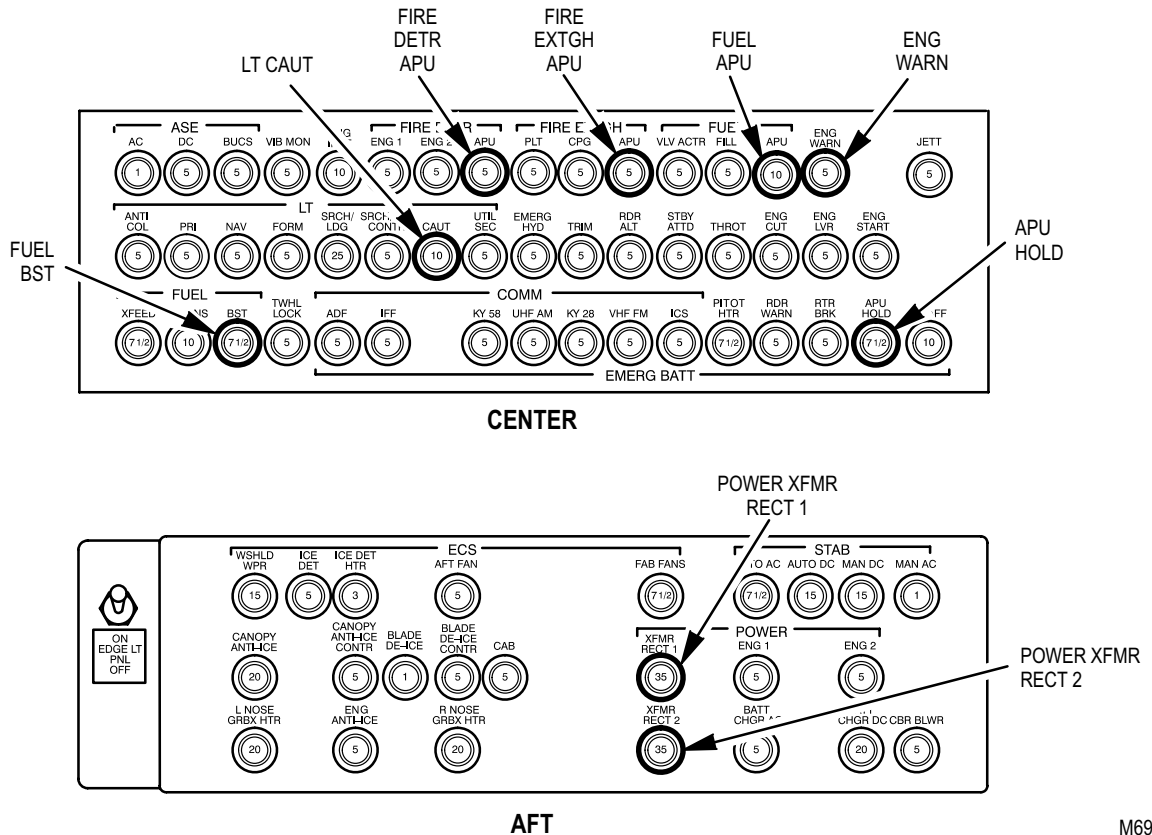 FIRE
DETR
APU
FIRE
EXTGH
APU
FUEL
APU
ENG
WARN
LT CAUT
ASE
FUEL
AC
DC
BUCS
VIB MON
ENG 1
ENG 2
APU
PLT
CPG
APU
VLV ACTR
FILL
APU
ENG
WARN
JETT
1 5 5 5 10 5 5 5 5 5 5 5 5 10 5 5
LT
ANTI
COL
PRI
NAV
FORM
SRCH/
LDG
CAUT
UTIL
SEC
EMERG
HYD
TRIM
RDR
ALT
STBY
ATTD
THROT
ENG
CUT
ENG
LVR
ENG
START
5 5 5 5 25 5 10 5 5 5 5 5 5 5 5 5
FUEL
BST
APU
HOLD
FUEL
COMM
XFEED
BST
TWHL
LOCK
ADF
IFF
KY 58
UHF AM
KY 28
VHF FM
ICS
PITOT
HTR
RDR
WARN
RTR
BRK
APU
HOLD
7 1/2 10 7 1/2 5 5 5 5 5 5 5 5 7 1/2 5 5 7 1/2 10
EMERG BATT
CENTER
POWER XFMR
RECT 1
ECS
STAB
WSHLD
WPR
ICE
DET
ICE DET
HTR
AFT FAN
FAB FANS
AUTO DC
MAN DC
MAN AC
15 5 3 5 7 1/2 7 1/2 15 15 1
ON
EDGE LT
PNL
OFF
POWER
CANOPY
ANTI-ICE
CANOPY
ANTI-ICE
CONTR
BLADE
DE-ICE
BLADE
DE-ICE
CONTR
CAB
XFMR
RECT 1
ENG 1
ENG 2
20 5 1 5 5 35 5 5
POWER XFMR
RECT 2
L NOSE
GRBX HTR
ENG
ANTI-ICE
R NOSE
GRBX HTR
XFMR
RECT 2
BATT
CHGR AC
CHGR DC
CBR BLWR
20 5 20 35 5 20 5
AFT
M69